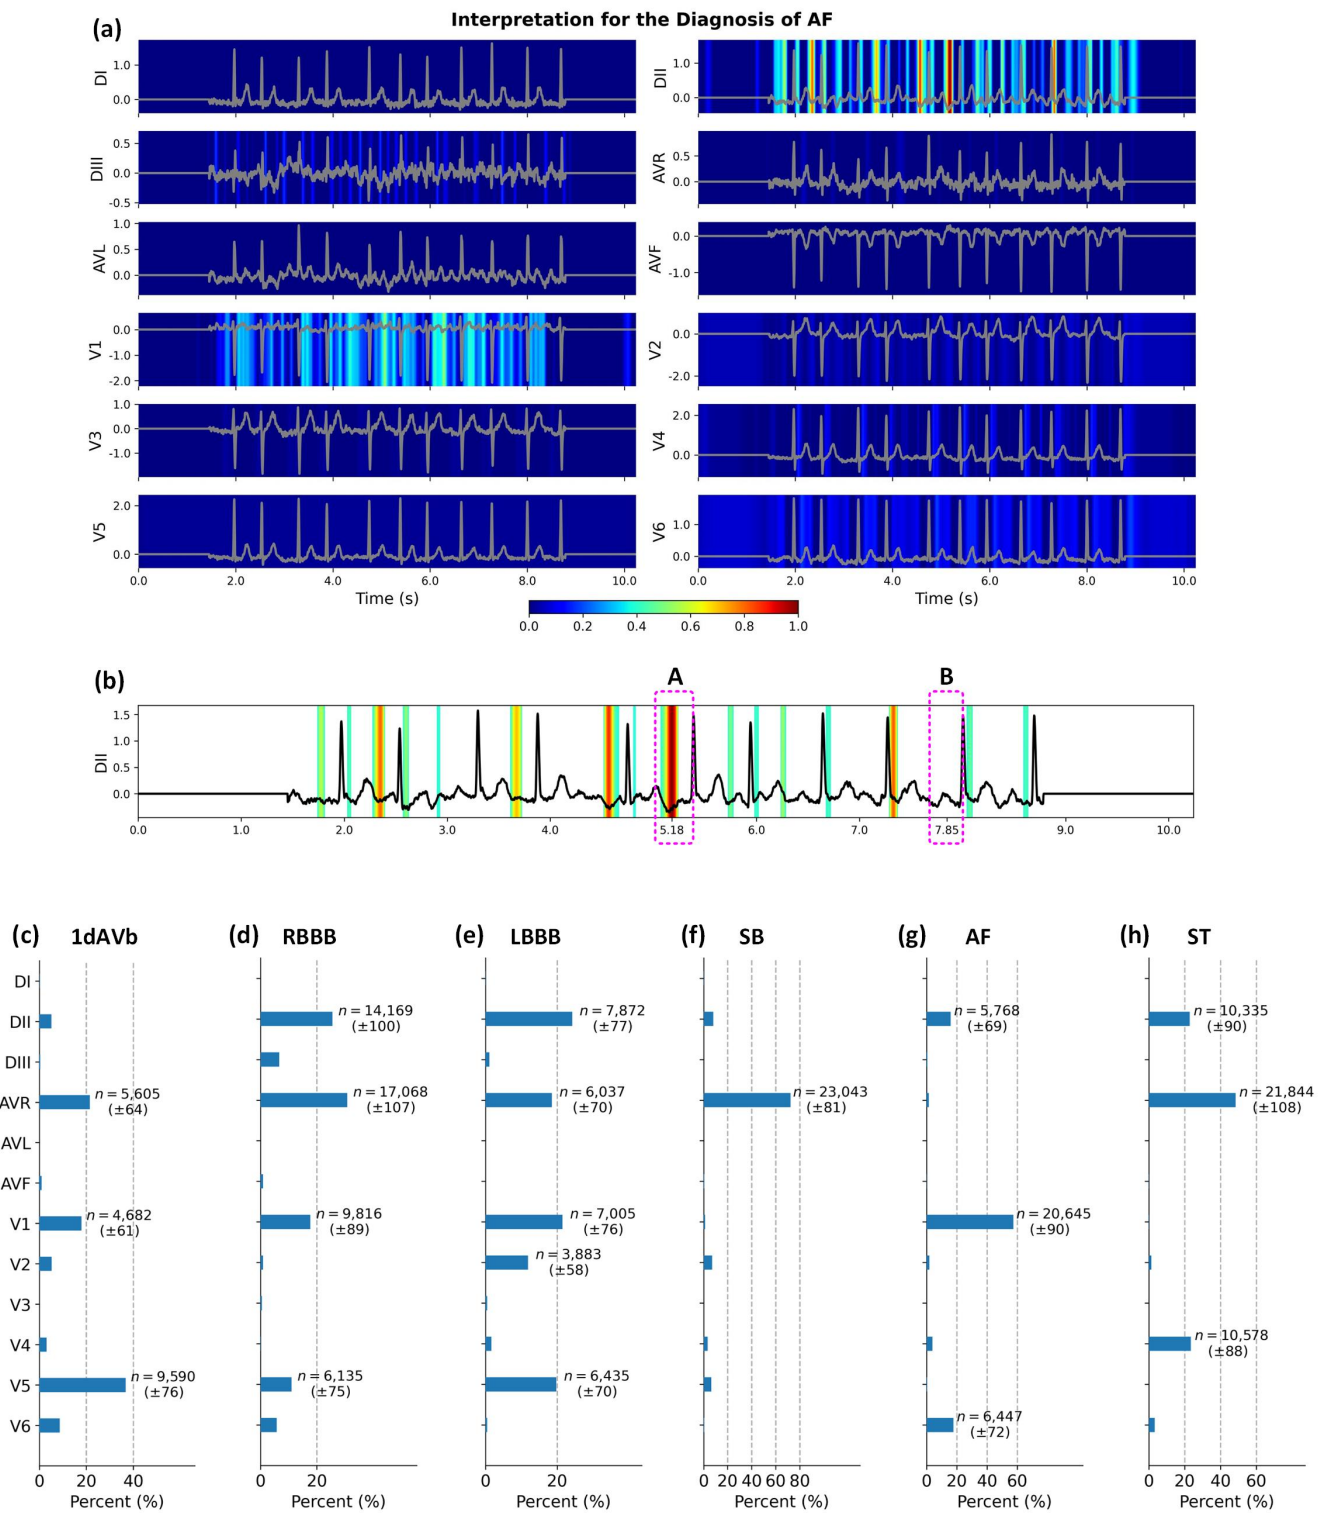 Interpretation for the Diagnosis of AF
(a)
DI
1.0
0.0
DII
1.0
0.0
DIII
0.5
0.0
-0.5
AVR
0.5
0.0
AVL
1.0
0.5
0.0
AVF
0.0
-1.0
V1
0.0
-1.0
-2.0
V2
0.0
-2.0
V3
1.0
0.0
-1.0
V4
2.0
0.0
V5
2.0
0.0
V6
1.0
0.0
0.0 2.0 4.0 6.0 8.0 10.0
0.0 2.0 4.0 6.0 8.0 10.0
Time (s)
Time (s)
0.0 0.2 0.4 0.6 0.8 1.0
(b)
A
B
DII
1.5
1.0
0.5
0.0
0.0 1.0 2.0 3.0 4.0 5.18 6.0 7.0 7.85 9.0 10.0
(c) 1dAVb
DI
DII
DIII
AVR
n = 5,605
(±64)
AVL
AVF
V1
n = 4,682
(±61)
V2
V3
V4
V5
n = 9,590
(±76)
V6
0 20 40
Percent (%)
(d) RBBB
n = 14,169
(±100)
n = 17,068
(±107)
n = 9,816
(±89)
n = 6,135
(±75)
0 20
Percent (%)
(e) LBBB
n = 7,872
(±77)
n = 6,037
(±70)
n = 7,005
(±76)
n = 3,883
(±58)
n = 6,435
(±70)
0 20
Percent (%)
(f) SB
n = 23,043
(±81)
0 20 40 60 80
Percent (%)
(g) AF
n = 5,768
(±69)
n = 20,645
(±90)
n = 6,447
(±72)
0 20 40 60
Percent (%)
(h) ST
n = 10,335
(±90)
n = 21,844
(±108)
n = 10,578
(±88)
0 20 40 60
Percent (%)